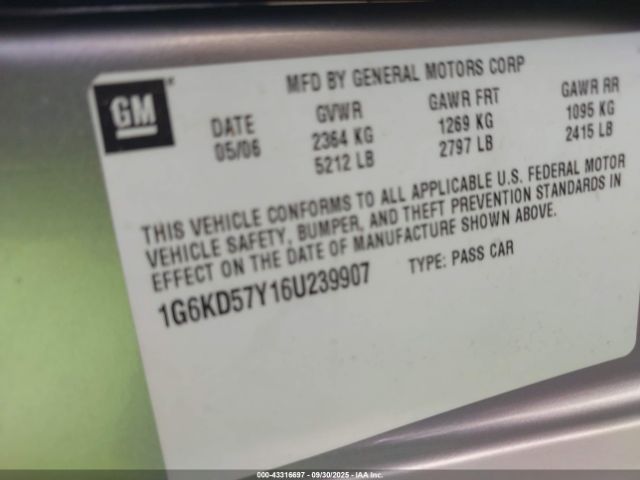 GM
MFD BY GENERAL MOTORS CORP
DATE GVWR GAWR FRT GAWR RR
05/06 2364 KG 1269 KG 1095 KG
5212 LB 2797 LB 2415 LB
THIS VEHICLE CONFORMS TO ALL APPLICABLE U.S. FEDERAL MOTOR
VEHICLE SAFETY, BUMPER, AND THEFT PREVENTION STANDARDS IN
EFFECT ON THE DATE OF MANUFACTURE SHOWN ABOVE.
1G6KD57Y16U239907 TYPE: PASS CAR
000-43316697 - 09/30/2025 - IAA Inc.